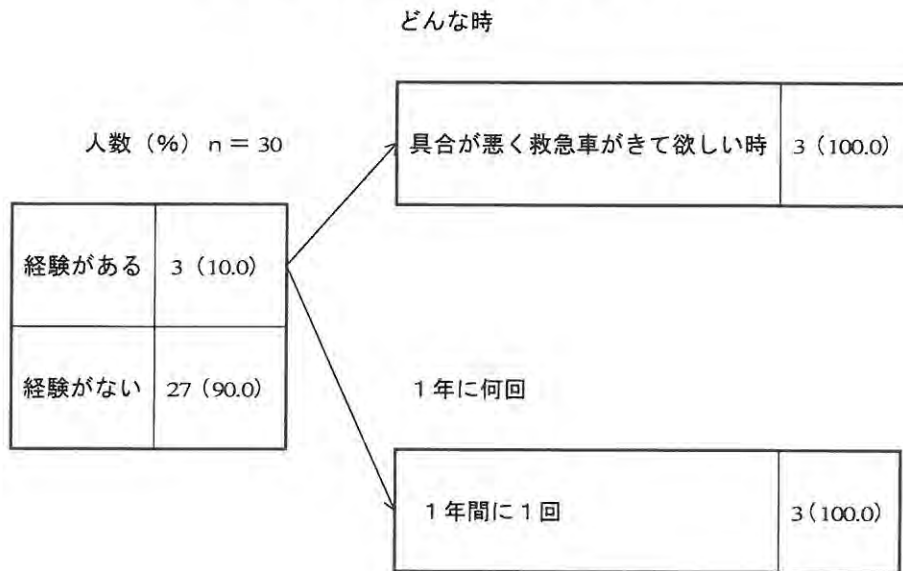 どんな時
具合が悪く救急車がきて欲しい時 3 (100.0)
人数（%） n = 30
経験がある 3 (10.0)
経験がない 27 (90.0)
1年に何回
1年間に1回 3 (100.0)